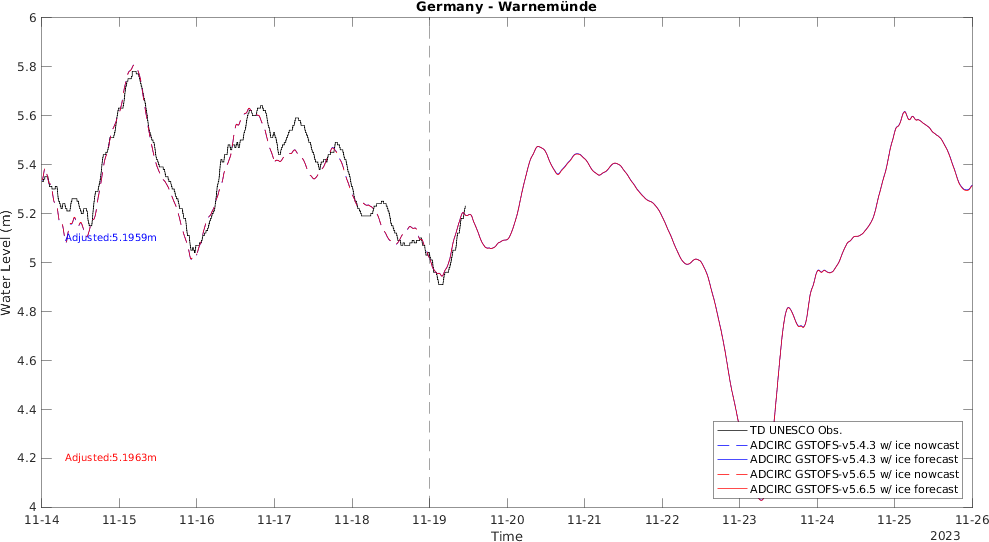 Germany - Warnemünde
6
5.8
5.6
5.4
5.2
5
4.8
4.6
4.4
4.2
4
Water Level (m)
Adjusted:5.1959m
Adjusted:5.1963m
TD UNESCO Obs.
ADCIRC GSTOFS-v5.4.3 w/ ice nowcast
ADCIRC GSTOFS-v5.4.3 w/ ice forecast
ADCIRC GSTOFS-v5.6.5 w/ ice nowcast
ADCIRC GSTOFS-v5.6.5 w/ ice forecast
11-14 11-15 11-16 11-17 11-18 11-19 11-20 11-21 11-22 11-23 11-24 11-25 11-26
Time
2023